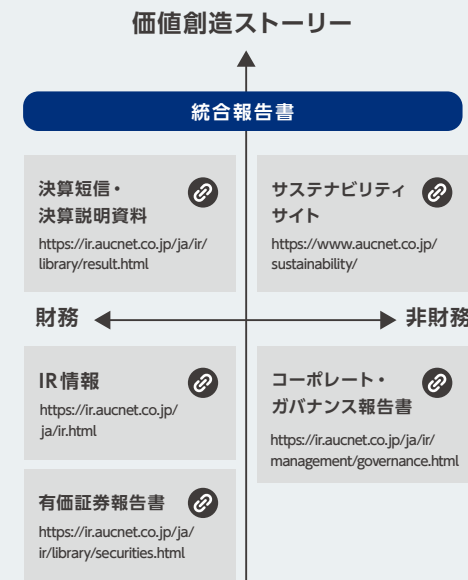 価値創造ストーリー
統合報告書
決算短信・
決算説明資料
https://ir.aucnet.co.jp/ja/ir/
library/result.html
サステナビリティ
サイト
https://www.aucnet.co.jp/
sustainability/
財務
非財務
IR情報
https://ir.aucnet.co.jp/
ja/ir.html
コーポレート・
ガバナンス報告書
https://ir.aucnet.co.jp/ja/ir/
management/governance.html
有価証券報告書
https://ir.aucnet.co.jp/ja/
ir/library/securities.html